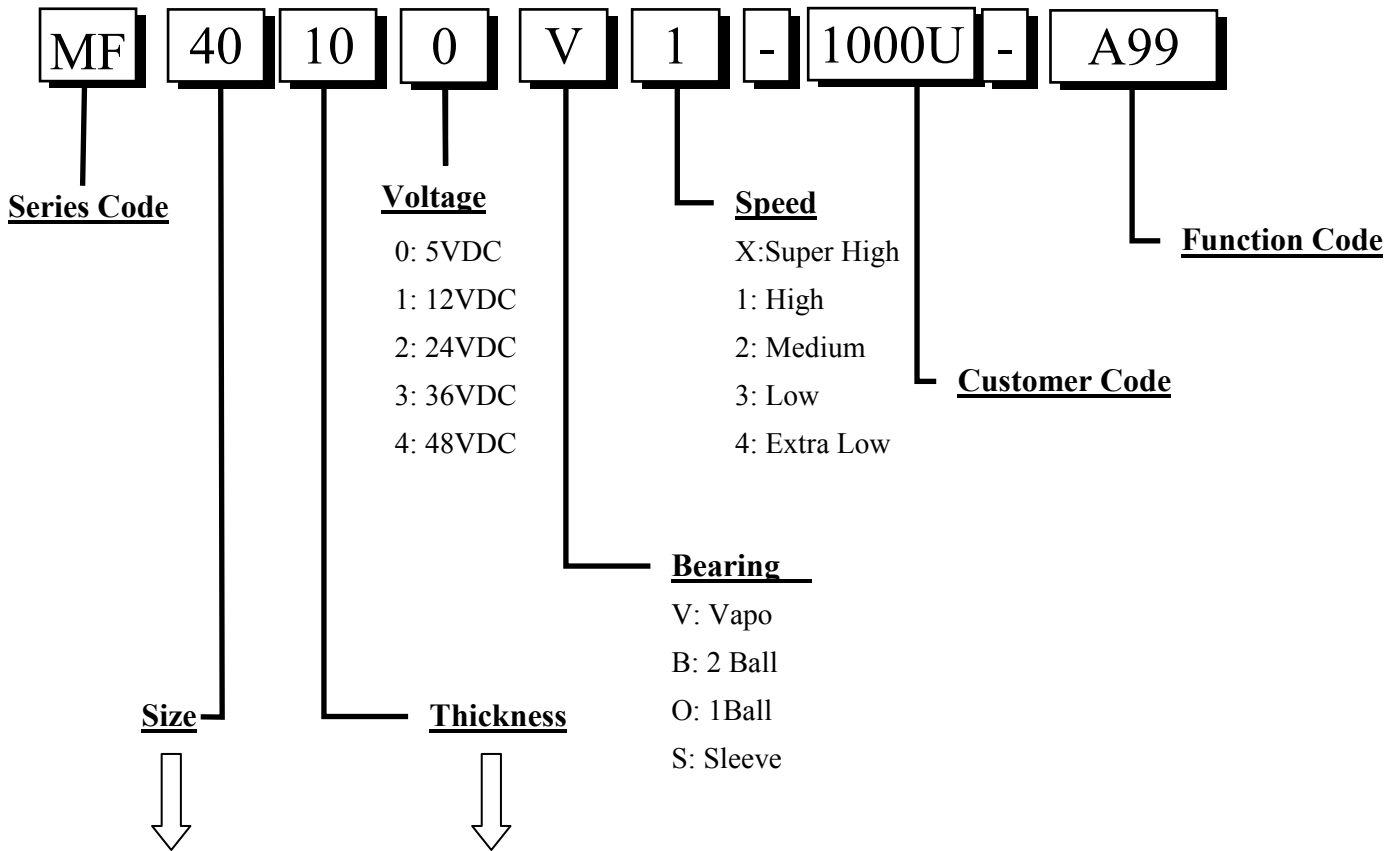 MF 40 10 0 V 1 - 1000U - A99
Series Code
Voltage
0: 5VDC
1: 12VDC
2: 24VDC
3: 36VDC
4: 48VDC
Speed
X:Super High
1: High
2: Medium
3: Low
4: Extra Low
Function Code
Customer Code
Bearing
V: Vapo
B: 2 Ball
O: 1Ball
S: Sleeve
Size
Thickness